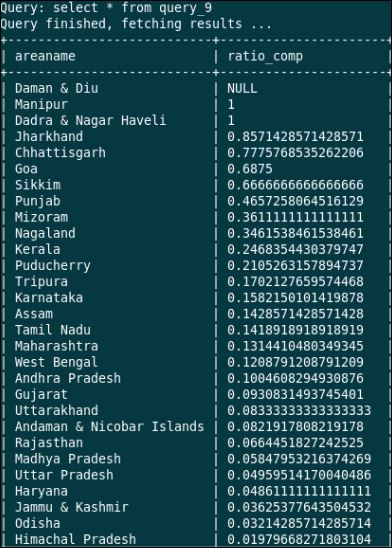 Query: select * from query_9
Query finished, fetching results ...
+--------------------------+---------------------+
| areaname | ratio_comp |
+--------------------------+---------------------+
| Daman & Diu | NULL
| Manipur | 1
| Dadra & Nagar Haveli | 1
| Jharkhand | 0.8571428571428571
| Chhattisgarh | 0.7775768535262206
| Goa | 0.6875
| Sikkim | 0.6666666666666666
| Punjab | 0.4657258064516129
| Mizoram | 0.3611111111111111
| Nagaland | 0.3461538461538461
| Kerala | 0.2468354430379747
| Puducherry | 0.2105263157894737
| Tripura | 0.1702127659574468
| Karnataka | 0.1582150101419878
| Assam | 0.1428571428571428
| Tamil Nadu | 0.1418918918918919
| Maharashtra | 0.1314410480349345
| West Bengal | 0.1208791208791209
| Andhra Pradesh | 0.1004608294930876
| Gujarat | 0.0930831493745401
| Uttarakhand | 0.08333333333333333
| Andaman & Nicobar Islands | 0.0821917808219178
| Rajasthan | 0.0664451827242525
| Madhya Pradesh | 0.05847953216374269
| Uttar Pradesh | 0.04959514170040486
| Haryana | 0.04861111111111111
| Jammu & Kashmir | 0.03625377643504532
| Odisha | 0.03214285714285714
| Himachal Pradesh | 0.01979668271803104